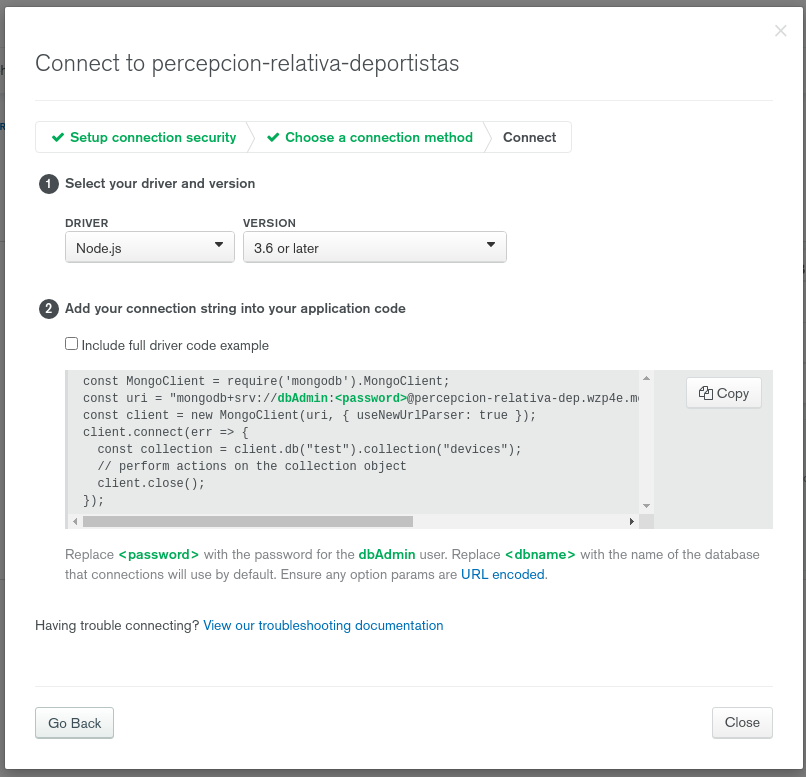 ×
Connect to percepcion-relativa-deportistas
Setup connection security
Choose a connection method
Connect
1 Select your driver and version
DRIVER
VERSION
Node.js
3.6 or later
2 Add your connection string into your application code
Include full driver code example
const MongoClient = require('mongodb').MongoClient;
const uri = "mongodb+srv://dbAdmin:<password>@percepcion-relativa-dep.wzp4e.m
const client = new MongoClient(uri, { useNewUrlParser: true });
client.connect(err => {
  const collection = client.db("test").collection("devices");
  // perform actions on the collection object
  client.close();
});
Copy
Replace <password> with the password for the dbAdmin user. Replace <dbname> with the name of the database
that connections will use by default. Ensure any option params are URL encoded.
Having trouble connecting? View our troubleshooting documentation
Go Back
Close